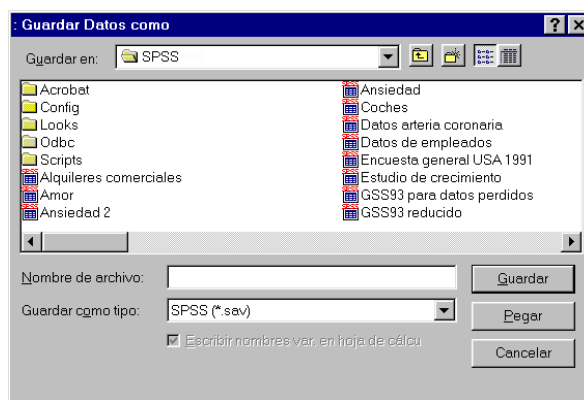 : Guardar Datos como
Guardar en: SPSS
Acrobat
Config
Looks
Odbc
Scripts
Alquileres comerciales
Amor
Ansiedad 2
Ansiedad
Coches
Datos arteria coronaria
Datos de empleados
Encuesta general USA 1991
Estudio de crecimiento
GSS93 para datos perdidos
GSS93 reducido
Nombre de archivo:
Guardar
Guardar como tipo: SPSS (*.sav)
Pegar
Escribir nombres var. en hoja de cálcu
Cancelar